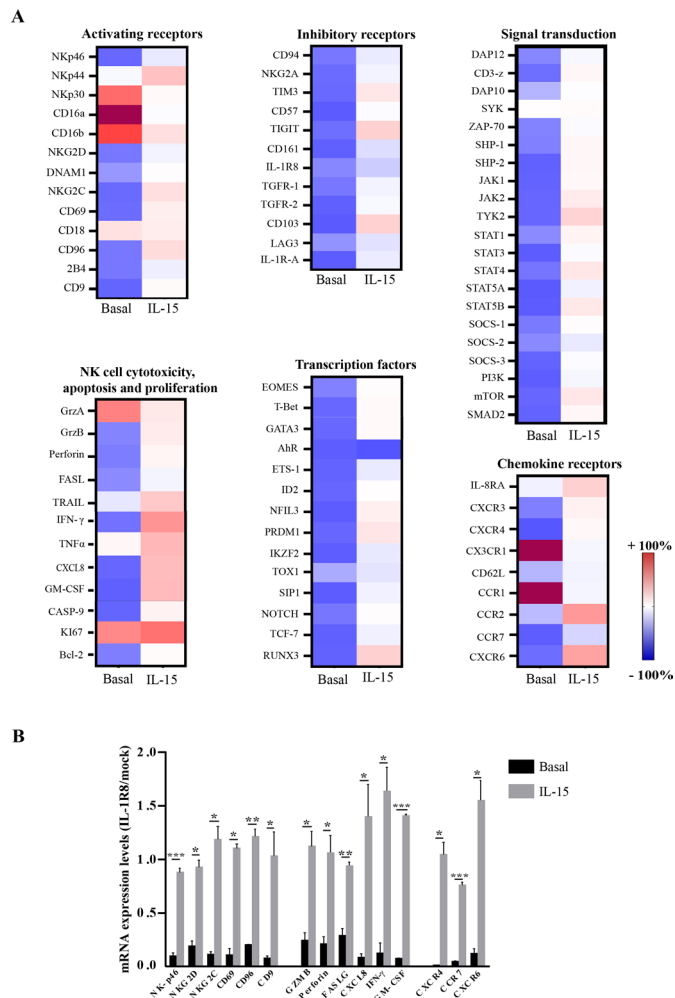 A
Activating receptors
NKp46
NKp44
NKp30
CD16a
CD16b
NKG2D
DNAM1
NKG2C
CD69
CD18
CD96
2B4
CD9
Basal IL-15
Inhibitory receptors
CD94
NKG2A
TIM3
CD57
TIGIT
CD161
IL-1R8
TGFR-1
TGFR-2
CD103
LAG3
IL-1R-A
Basal IL-15
Signal transduction
DAP12
CD3-z
DAP10
SYK
ZAP-70
SHP-1
SHP-2
JAK1
JAK2
TYK2
STAT1
STAT3
STAT4
STAT5A
STAT5B
SOCS-1
SOCS-2
SOCS-3
PI3K
mTOR
SMAD2
Basal IL-15
NK cell cytotoxicity,
apoptosis and proliferation
GrzA
GrzB
Perforin
FASL
TRAIL
IFN-γ
TNFα
CXCL8
GM-CSF
CASP-9
KI67
Bcl-2
Basal IL-15
Transcription factors
EOMES
T-Bet
GATA3
AhR
ETS-1
ID2
NFIL3
PRDM1
IKZF2
TOX1
SIP1
NOTCH
TCF-7
RUNX3
Basal IL-15
Chemokine receptors
IL-8RA
CXCR3
CXCR4
CX3CR1
CD62L
CCR1
CCR2
CCR7
CXCR6
Basal IL-15
+ 100%
- 100%
B
mRNA expression levels (IL-1R8/mock)
2.0
1.5
1.0
0.5
0.0
*** * * * ** * * * ** * * *** * *** *
Basal
IL-15
NK-p46
NKG2D
NKG2C
CD69
CD96
CD9
GZMB
Perforin
FASLG
CXCL8
IFN-γ
GM-CSF
CXCR4
CCR7
CXCR6